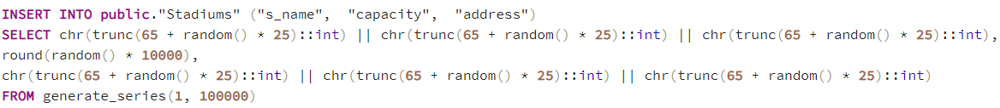 INSERT INTO public."Stadiums" ("s_name",  "capacity",  "address")
SELECT chr(trunc(65 + random() * 25)::int) || chr(trunc(65 + random() * 25)::int) || chr(trunc(65 + random() * 25)::int),
round(random() * 10000),
chr(trunc(65 + random() * 25)::int) || chr(trunc(65 + random() * 25)::int) || chr(trunc(65 + random() * 25)::int)
FROM generate_series(1, 100000)